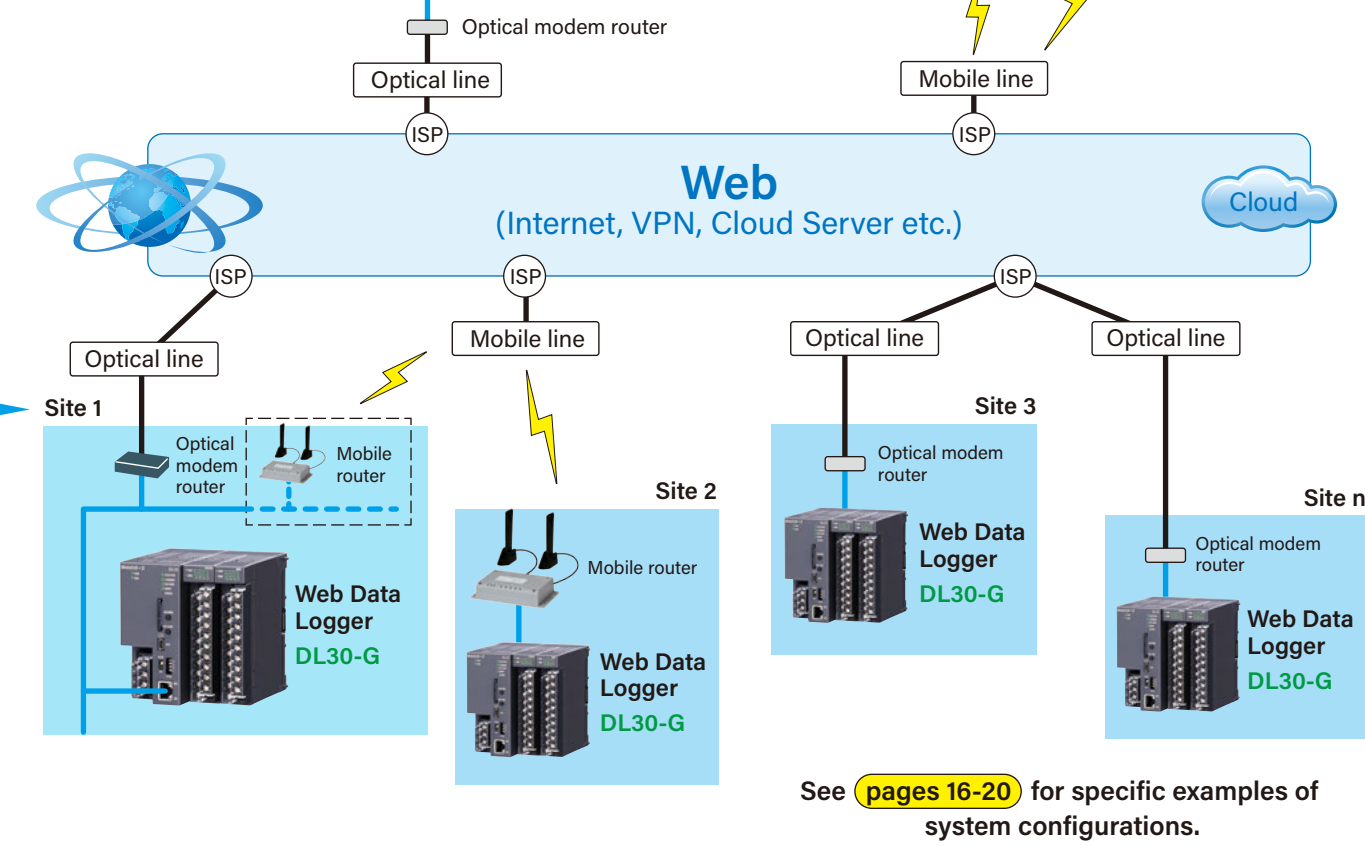 Optical modem router
Optical line
Mobile line
ISP
ISP
Web
(Internet, VPN, Cloud Server etc.)
Cloud
ISP
ISP
ISP
Optical line
Mobile line
Optical line
Optical line
Site 1
Optical
modem
router
Mobile
router
Web Data
Logger
DL30-G
Site 2
Mobile router
Web Data
Logger
DL30-G
Site 3
Optical modem
router
Web Data
Logger
DL30-G
Site n
Optical modem
router
Web Data
Logger
DL30-G
See pages 16-20 for specific examples of
system configurations.